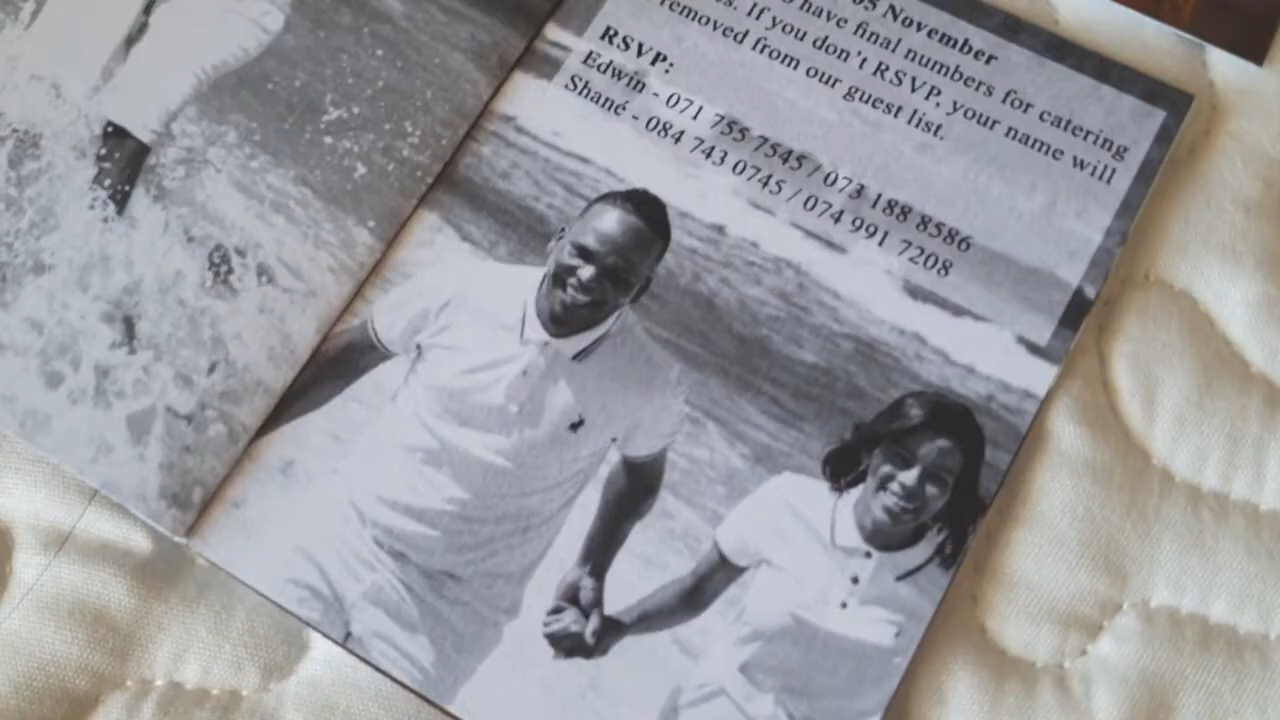 05 November
have final numbers for catering
If you don't RSVP, your name will
removed from our guest list.
RSVP:
Edwin - 071 755 7545 / 073 188 8586
Shané - 084 743 0745 / 074 991 7208